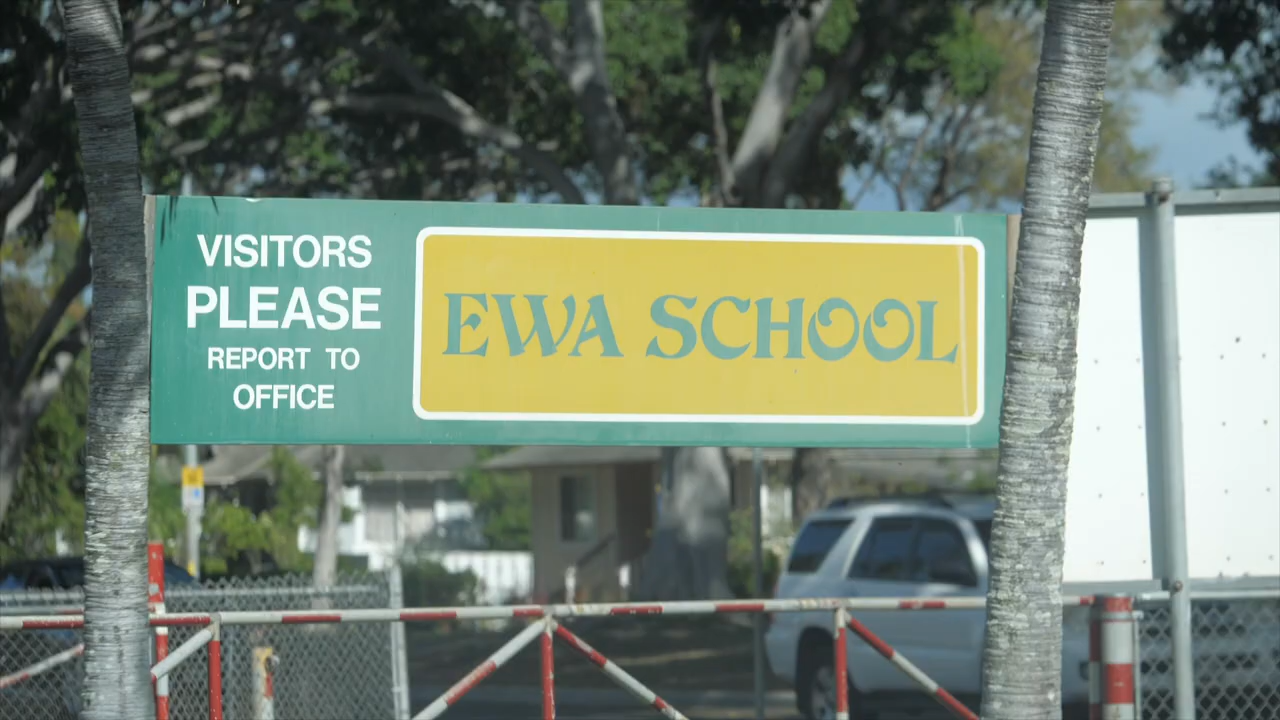 VISITORS
PLEASE
REPORT TO
OFFICE
EWA SCHOOL